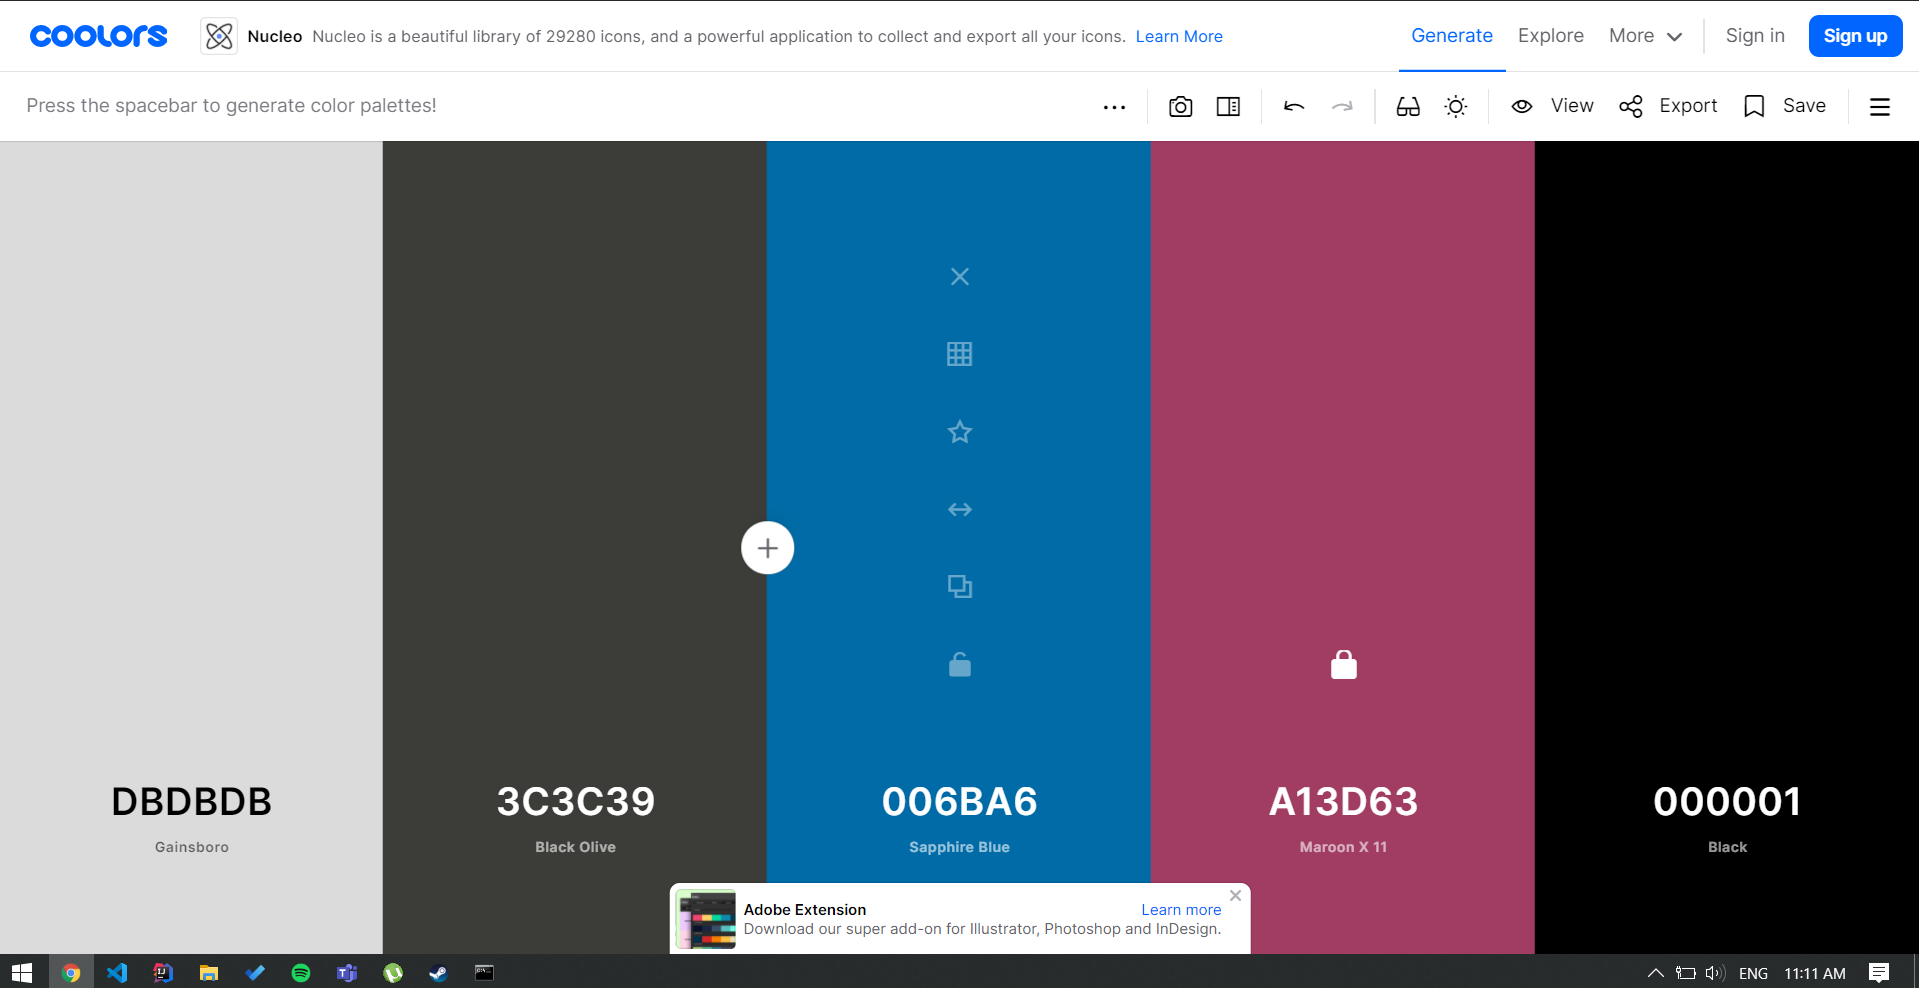 coolors
Nucleo Nucleo is a beautiful library of 29280 icons, and a powerful application to collect and export all your icons. Learn More
Generate Explore More Sign in Sign up
Press the spacebar to generate color palettes!
View Export Save
DBDBDB
Gainsboro
3C3C39
Black Olive
006BA6
Sapphire Blue
A13D63
Maroon X 11
000001
Black
Adobe Extension Learn more
Download our super add-on for Illustrator, Photoshop and InDesign.
ENG 11:11 AM